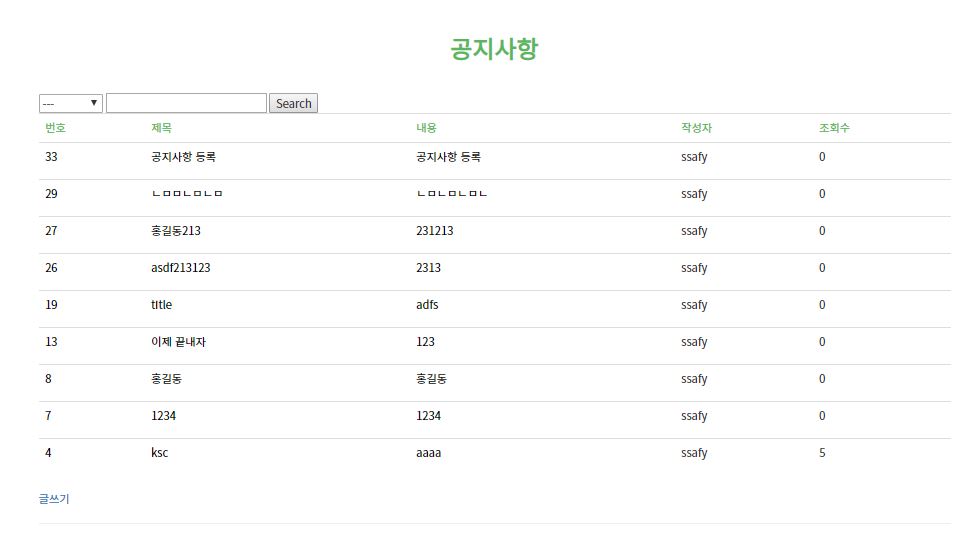 공지사항
--- Search
번호 제목 내용 작성자 조회수
33 공지사항 등록 공지사항 등록 ssafy 0
29 ㄴㅁㅁㄴㅁㄴㅁ ㄴㅁㄴㅁㄴㅁㄴ ssafy 0
27 홍길동213 231213 ssafy 0
26 asdf213123 2313 ssafy 0
19 title adfs ssafy 0
13 이제 끝내자 123 ssafy 0
8 홍길동 홍길동 ssafy 0
7 1234 1234 ssafy 0
4 ksc aaaa ssafy 5
글쓰기